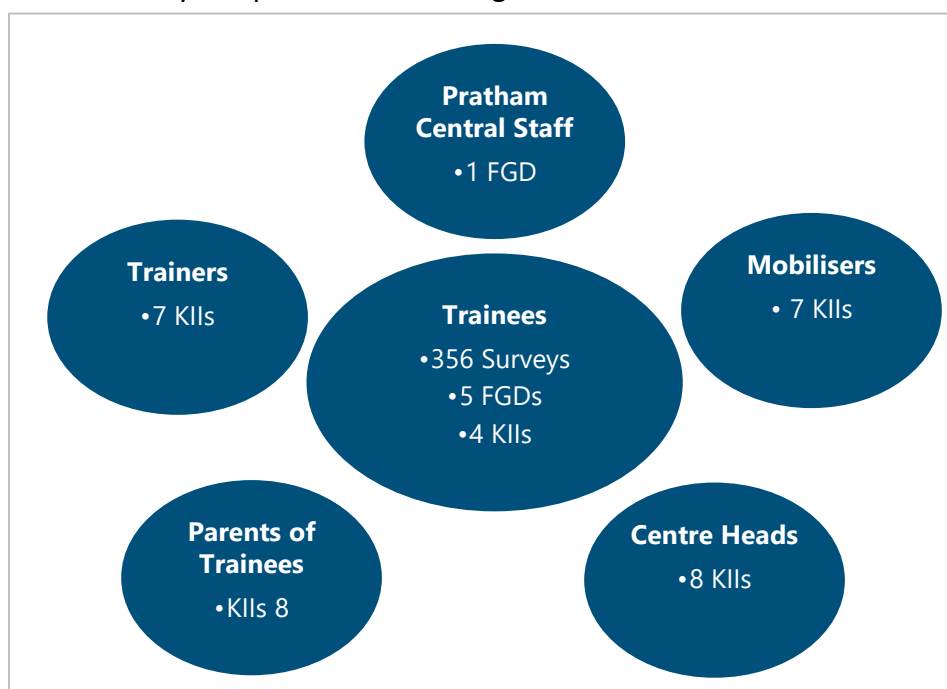 Pratham
Central Staff
•1 FGD
Trainers
•7 KIIs
Mobilisers
• 7 KIIs
Trainees
•356 Surveys
•5 FGDs
•4 KIIs
Parents of
Trainees
•KIIs 8
Centre Heads
•8 KIIs